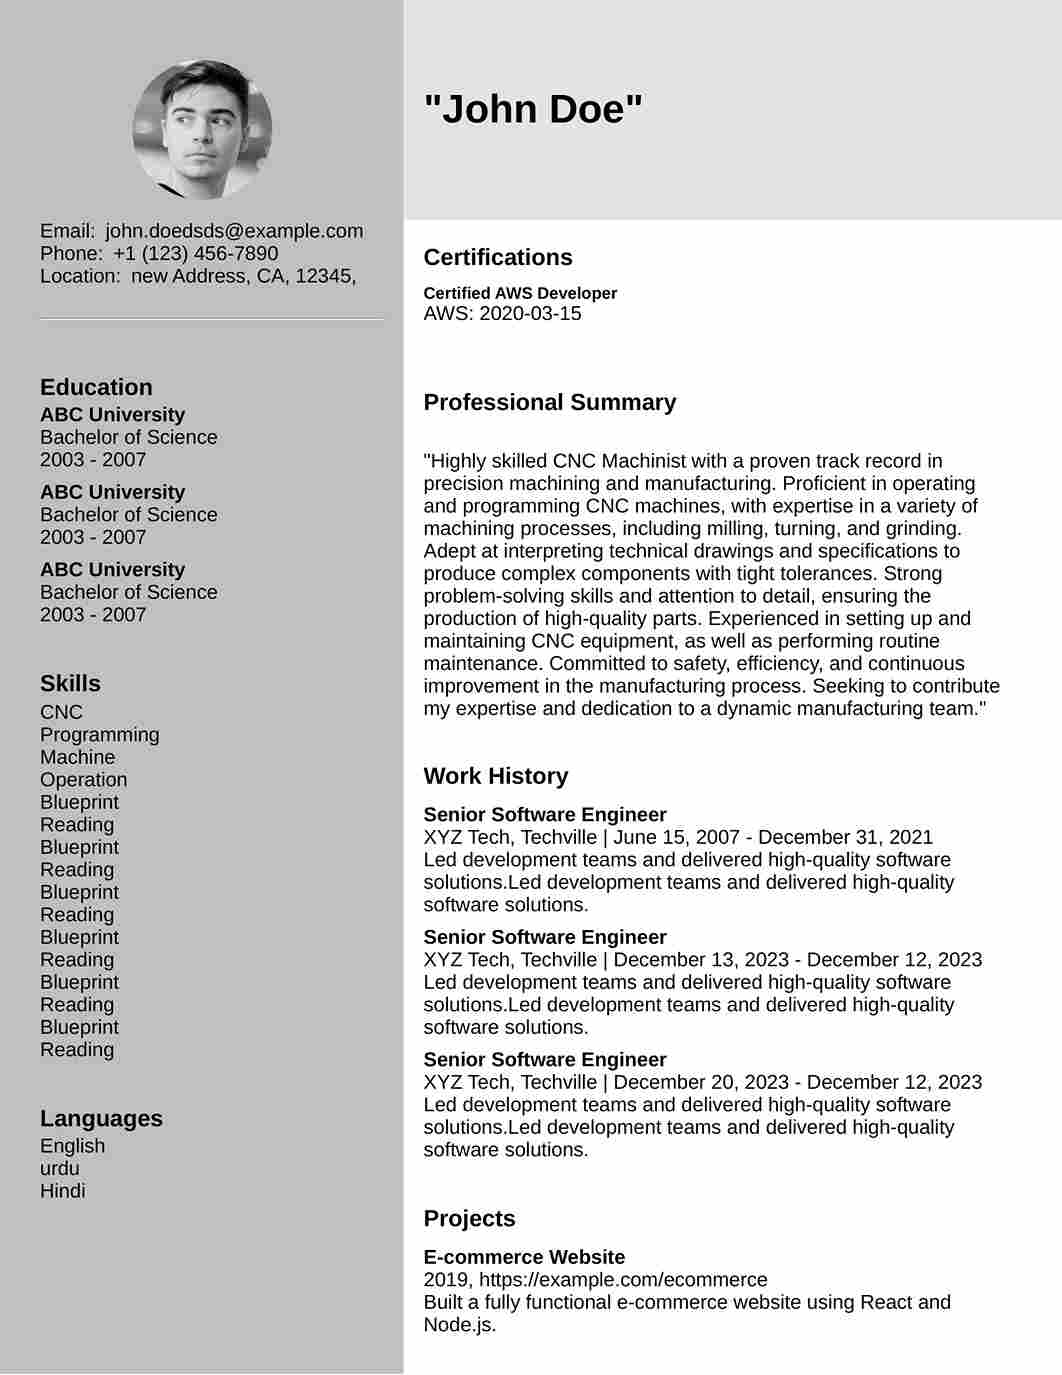 "John Doe"
Email:  john.doedsds@example.com
Phone:  +1 (123) 456-7890
Location:  new Address, CA, 12345,
Education
ABC University
Bachelor of Science
2003 - 2007
ABC University
Bachelor of Science
2003 - 2007
ABC University
Bachelor of Science
2003 - 2007
Skills
CNC
Programming
Machine
Operation
Blueprint
Reading
Blueprint
Reading
Blueprint
Reading
Blueprint
Reading
Blueprint
Reading
Blueprint
Reading
Languages
English
urdu
Hindi
Certifications
Certified AWS Developer
AWS: 2020-03-15
Professional Summary
"Highly skilled CNC Machinist with a proven track record in
precision machining and manufacturing. Proficient in operating
and programming CNC machines, with expertise in a variety of
machining processes, including milling, turning, and grinding.
Adept at interpreting technical drawings and specifications to
produce complex components with tight tolerances. Strong
problem-solving skills and attention to detail, ensuring the
production of high-quality parts. Experienced in setting up and
maintaining CNC equipment, as well as performing routine
maintenance. Committed to safety, efficiency, and continuous
improvement in the manufacturing process. Seeking to contribute
my expertise and dedication to a dynamic manufacturing team."
Work History
Senior Software Engineer
XYZ Tech, Techville | June 15, 2007 - December 31, 2021
Led development teams and delivered high-quality software
solutions.Led development teams and delivered high-quality
software solutions.
Senior Software Engineer
XYZ Tech, Techville | December 13, 2023 - December 12, 2023
Led development teams and delivered high-quality software
solutions.Led development teams and delivered high-quality
software solutions.
Senior Software Engineer
XYZ Tech, Techville | December 20, 2023 - December 12, 2023
Led development teams and delivered high-quality software
solutions.Led development teams and delivered high-quality
software solutions.
Projects
E-commerce Website
2019, https://example.com/ecommerce
Built a fully functional e-commerce website using React and
Node.js.